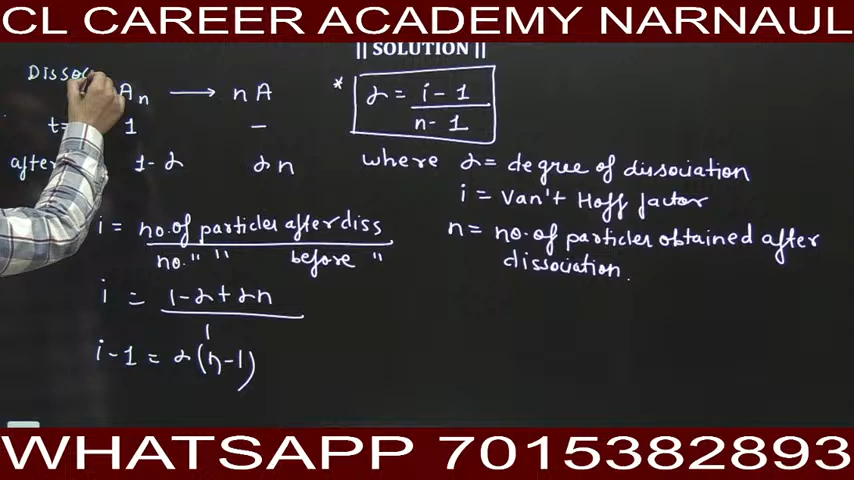 CL CAREER ACADEMY NARNAUL
|| SOLUTION ||
Disso
Aₙ ⟶ nA
t= 1 –
after 1-α αn
i = no. of particles after diss
no. " " before "
i = 1-α+αn
1
i-1 = α(n-1)
* α = i-1
n-1
where α = degree of dissociation
i = Van't Hoff factor
n = no. of particles obtained after
dissociation.
WHATSAPP 7015382893